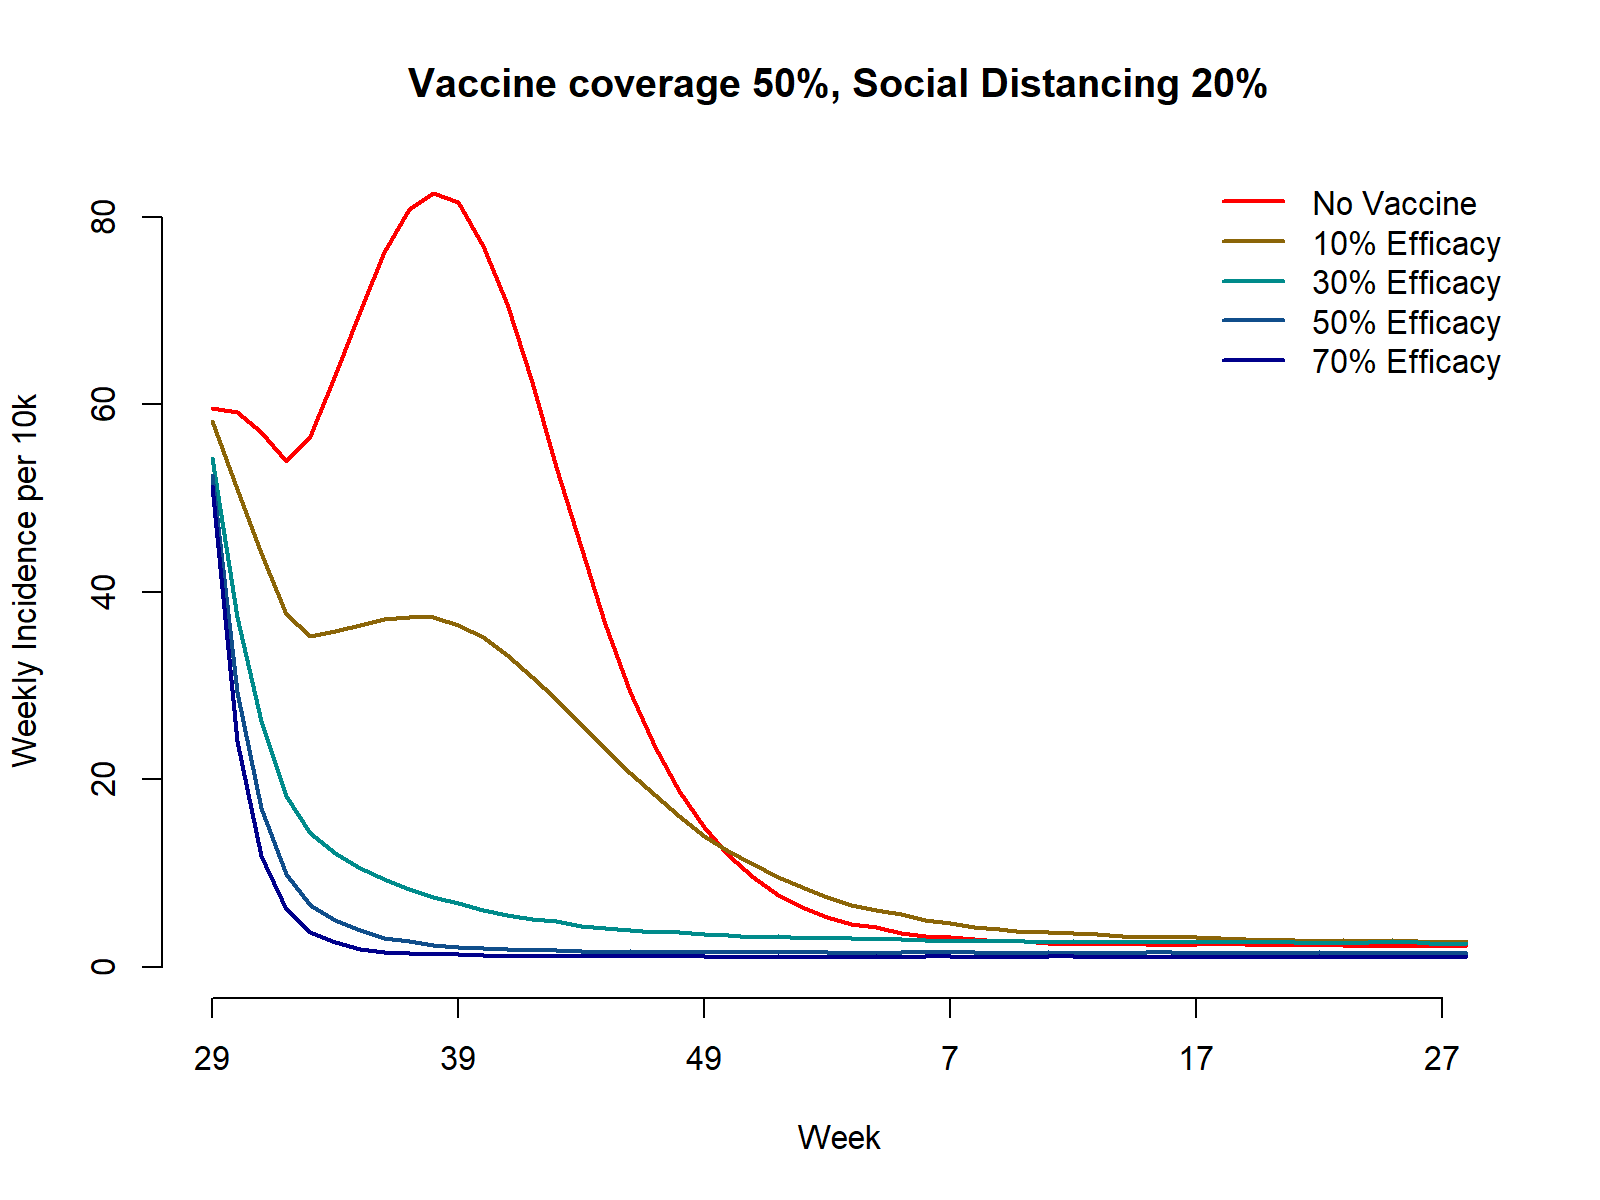 Vaccine coverage 50%, Social Distancing 20%
No Vaccine
10% Efficacy
30% Efficacy
50% Efficacy
70% Efficacy
Weekly Incidence per 10k
80
60
40
20
0
29 39 49 7 17 27
Week